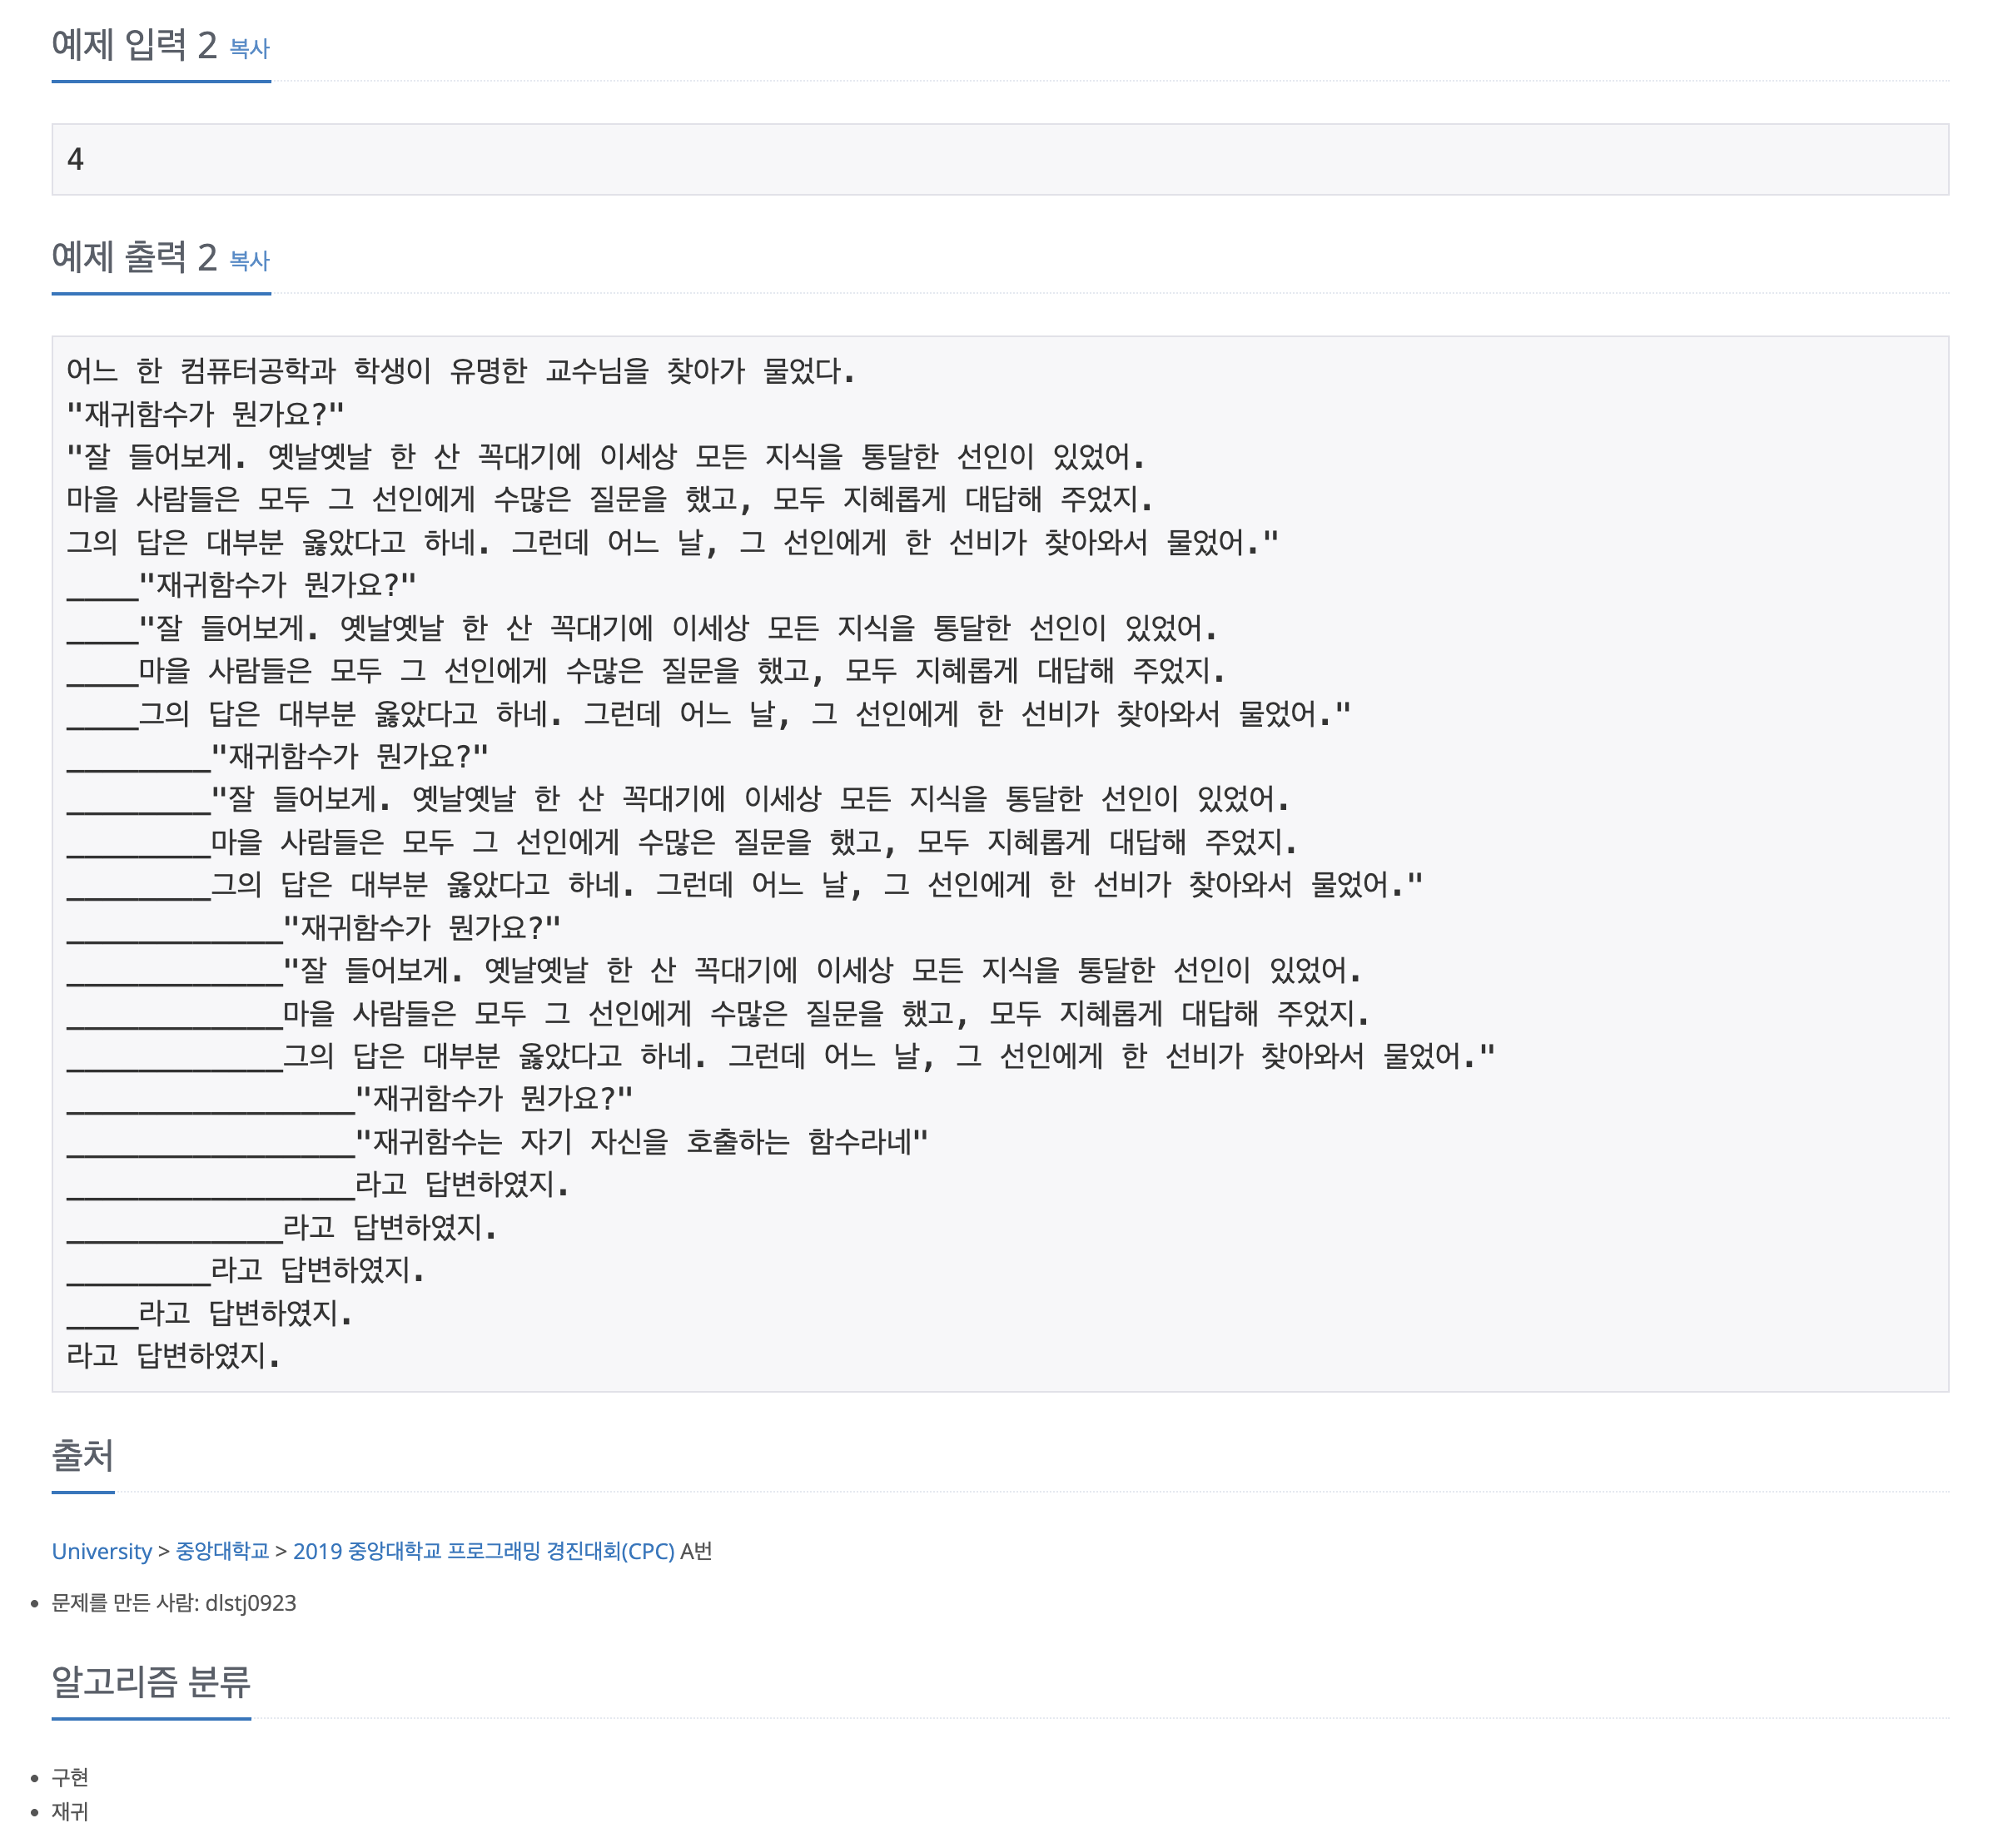 예제 입력 2 복사
4
예제 출력 2 복사
어느 한 컴퓨터공학과 학생이 유명한 교수님을 찾아가 물었다.
"재귀함수가 뭔가요?"
"잘 들어보게. 옛날옛날 한 산 꼭대기에 이세상 모든 지식을 통달한 선인이 있었어.
마을 사람들은 모두 그 선인에게 수많은 질문을 했고, 모두 지혜롭게 대답해 주었지.
그의 답은 대부분 옳았다고 하네. 그런데 어느 날, 그 선인에게 한 선비가 찾아와서 물었어."
____"재귀함수가 뭔가요?"
____"잘 들어보게. 옛날옛날 한 산 꼭대기에 이세상 모든 지식을 통달한 선인이 있었어.
____마을 사람들은 모두 그 선인에게 수많은 질문을 했고, 모두 지혜롭게 대답해 주었지.
____그의 답은 대부분 옳았다고 하네. 그런데 어느 날, 그 선인에게 한 선비가 찾아와서 물었어."
________"재귀함수가 뭔가요?"
________"잘 들어보게. 옛날옛날 한 산 꼭대기에 이세상 모든 지식을 통달한 선인이 있었어.
________마을 사람들은 모두 그 선인에게 수많은 질문을 했고, 모두 지혜롭게 대답해 주었지.
________그의 답은 대부분 옳았다고 하네. 그런데 어느 날, 그 선인에게 한 선비가 찾아와서 물었어."
____________"재귀함수가 뭔가요?"
____________"잘 들어보게. 옛날옛날 한 산 꼭대기에 이세상 모든 지식을 통달한 선인이 있었어.
____________마을 사람들은 모두 그 선인에게 수많은 질문을 했고, 모두 지혜롭게 대답해 주었지.
____________그의 답은 대부분 옳았다고 하네. 그런데 어느 날, 그 선인에게 한 선비가 찾아와서 물었어."
________________"재귀함수가 뭔가요?"
________________"재귀함수는 자기 자신을 호출하는 함수라네"
________________라고 답변하였지.
____________라고 답변하였지.
________라고 답변하였지.
____라고 답변하였지.
라고 답변하였지.
출처
University > 중앙대학교 > 2019 중앙대학교 프로그래밍 경진대회(CPC) A번
• 문제를 만든 사람: dlstj0923
알고리즘 분류
• 구현
• 재귀